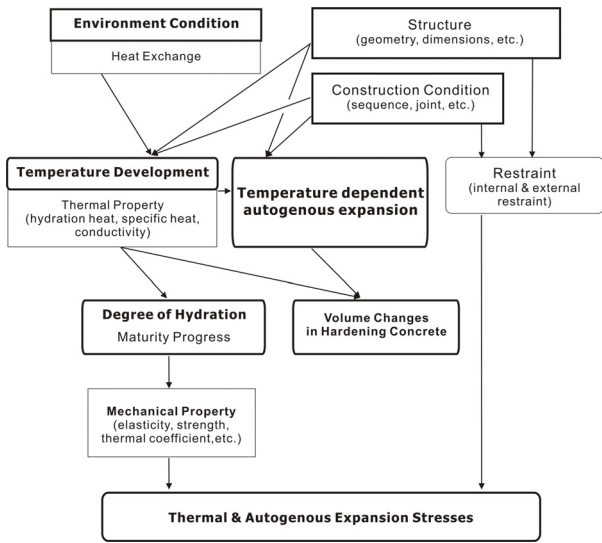 Environment Condition
Heat Exchange
Structure
(geometry, dimensions, etc.)
Construction Condition
(sequence, joint, etc.)
Temperature Development
Thermal Property
(hydration heat, specific heat,
conductivity)
Temperature dependent
autogenous expansion
Restraint
(internal & external
restraint)
Degree of Hydration
Maturity Progress
Volume Changes
in Hardening Concrete
Mechanical Property
(elasticity, strength,
thermal coefficient,etc.)
Thermal & Autogenous Expansion Stresses